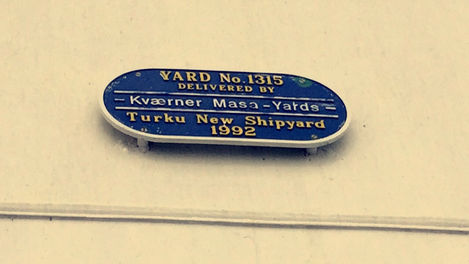 YARD No.1315
DELIVERED BY
Kværner Masa-Yards
Turku New Shipyard
1992